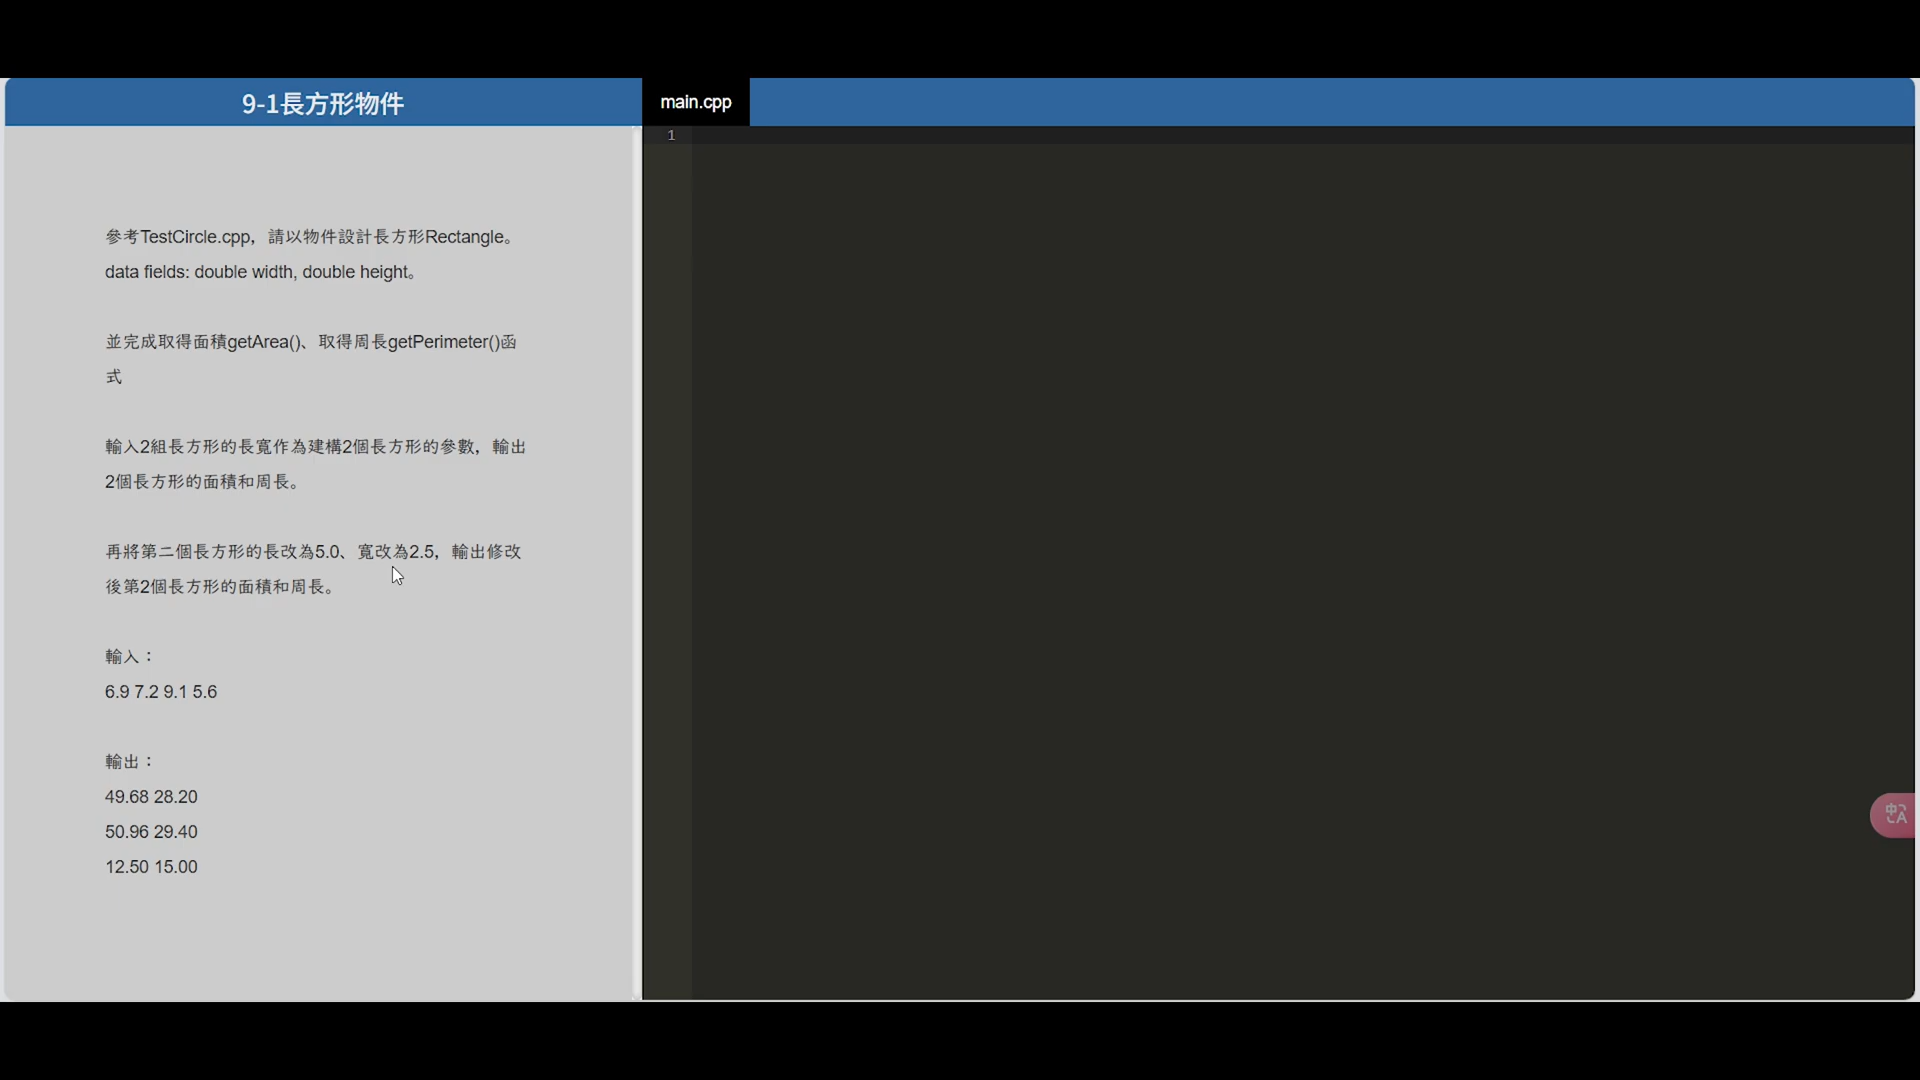 9-1長方形物件
main.cpp
1
參考TestCircle.cpp，請以物件設計長方形Rectangle。
data fields: double width, double height。
並完成取得面積getArea()、取得周長getPerimeter()函
式
輸入2組長方形的長寬作為建構2個長方形的參數，輸出
2個長方形的面積和周長。
再將第二個長方形的長改為5.0、寬改為2.5，輸出修改
後第2個長方形的面積和周長。
輸入：
6.9 7.2 9.1 5.6
輸出：
49.68 28.20
50.96 29.40
12.50 15.00
中A